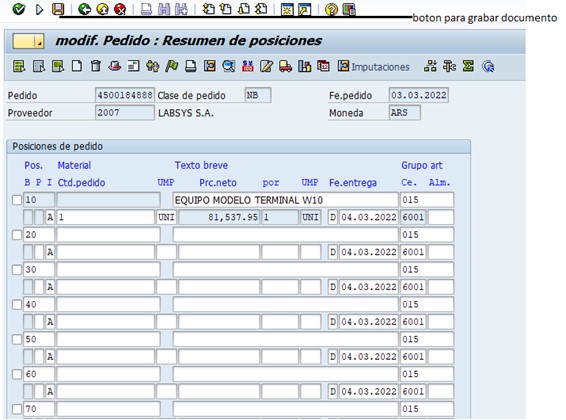 boton para grabar documento
modif. Pedido : Resumen de posiciones
Imputaciones
Pedido 4500184888 Clase de pedido NB Fe.pedido 03.03.2022
Proveedor 2007 LABSYS S.A. Moneda ARS
Posiciones de pedido
Pos. Material Texto breve Grupo art
B P I Ctd.pedido UMP Prc.neto por UMP Fe.entrega Ce. Alm.
10 EQUIPO MODELO TERMINAL W10 015
A 1 UNI 81,537.95 1 UNI D 04.03.2022 6001
20 015
A D 04.03.2022 6001
30 015
A D 04.03.2022 6001
40 015
A D 04.03.2022 6001
50 015
A D 04.03.2022 6001
60 015
A D 04.03.2022 6001
70 015